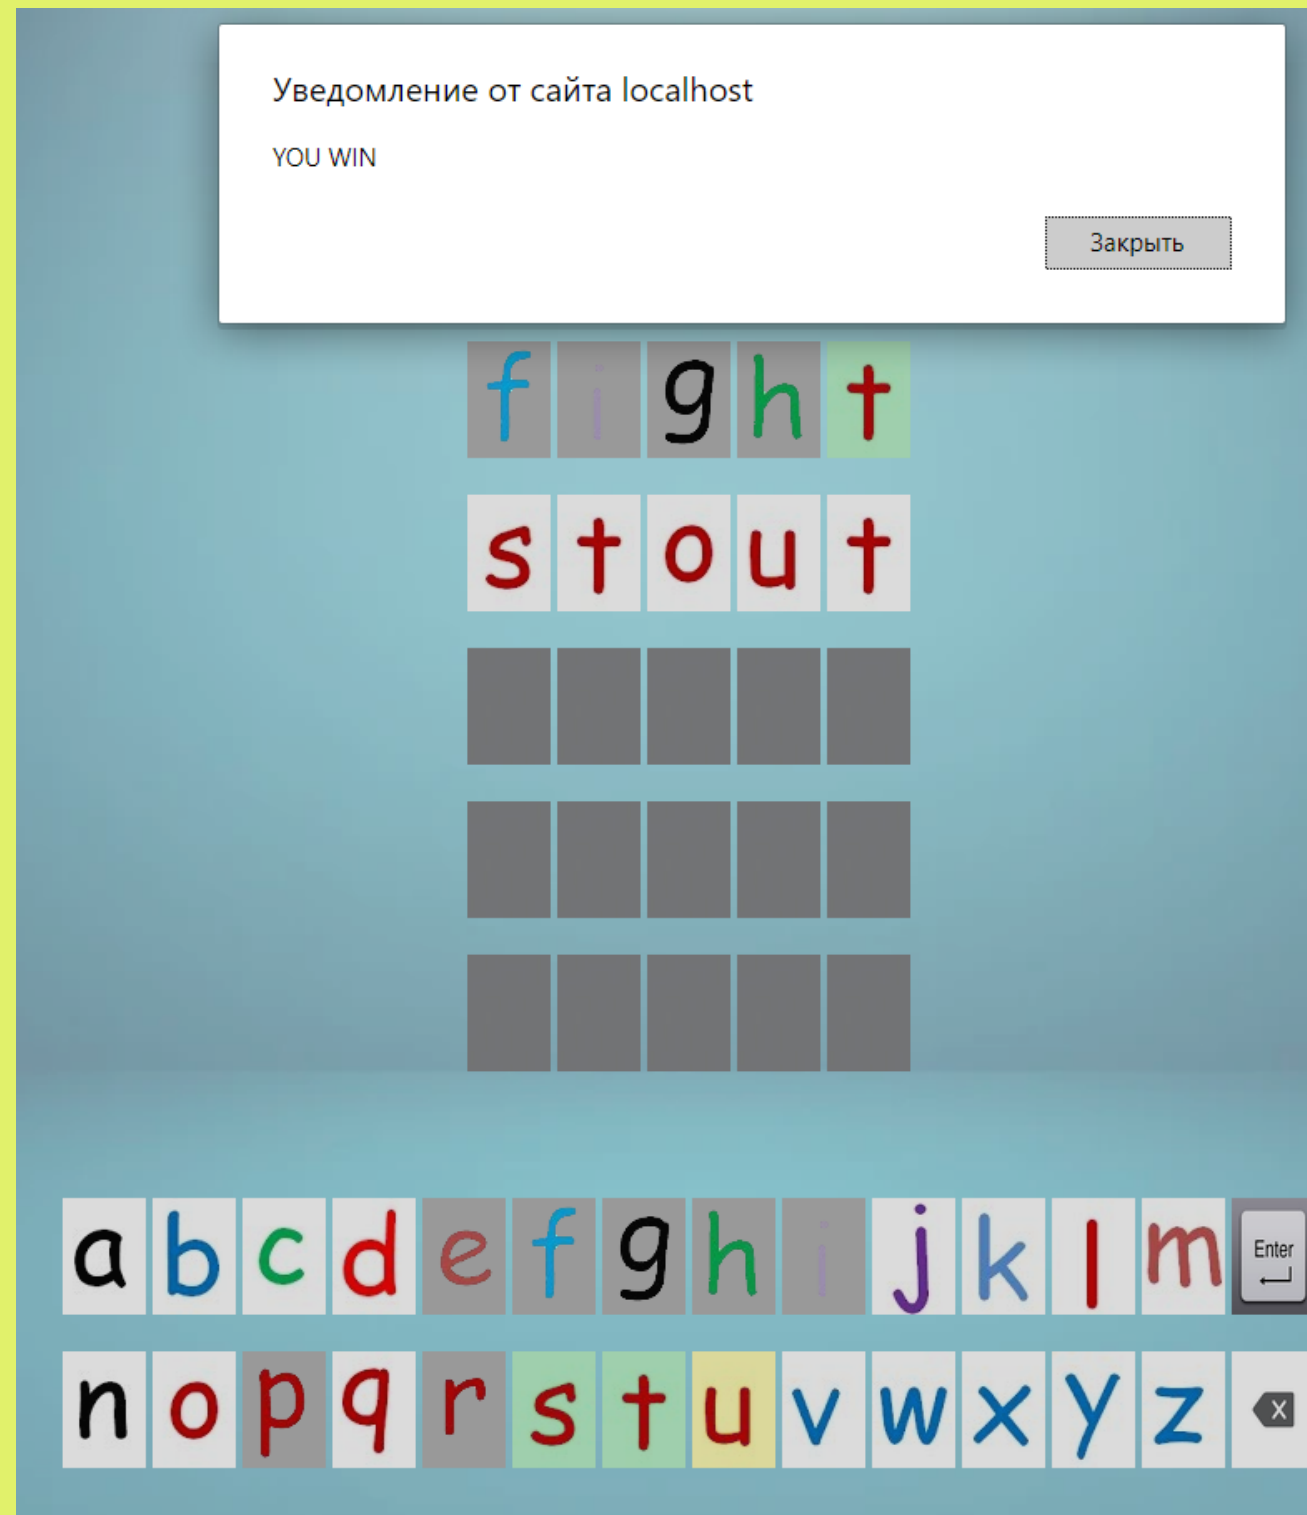 Уведомление от сайта localhost
YOU WIN
Закрыть
f i g h t
s t o u t
a b c d e f g h i j k l m Enter
n o p q r s t u v w x y z X